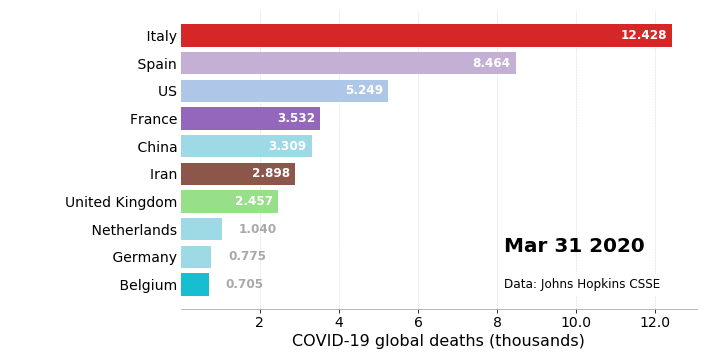 Italy 12.428
Spain 8.464
US 5.249
France 3.532
China 3.309
Iran 2.898
United Kingdom 2.457
Netherlands 1.040
Germany 0.775
Belgium 0.705
Mar 31 2020
Data: Johns Hopkins CSSE
2 4 6 8 10.0 12.0
COVID-19 global deaths (thousands)